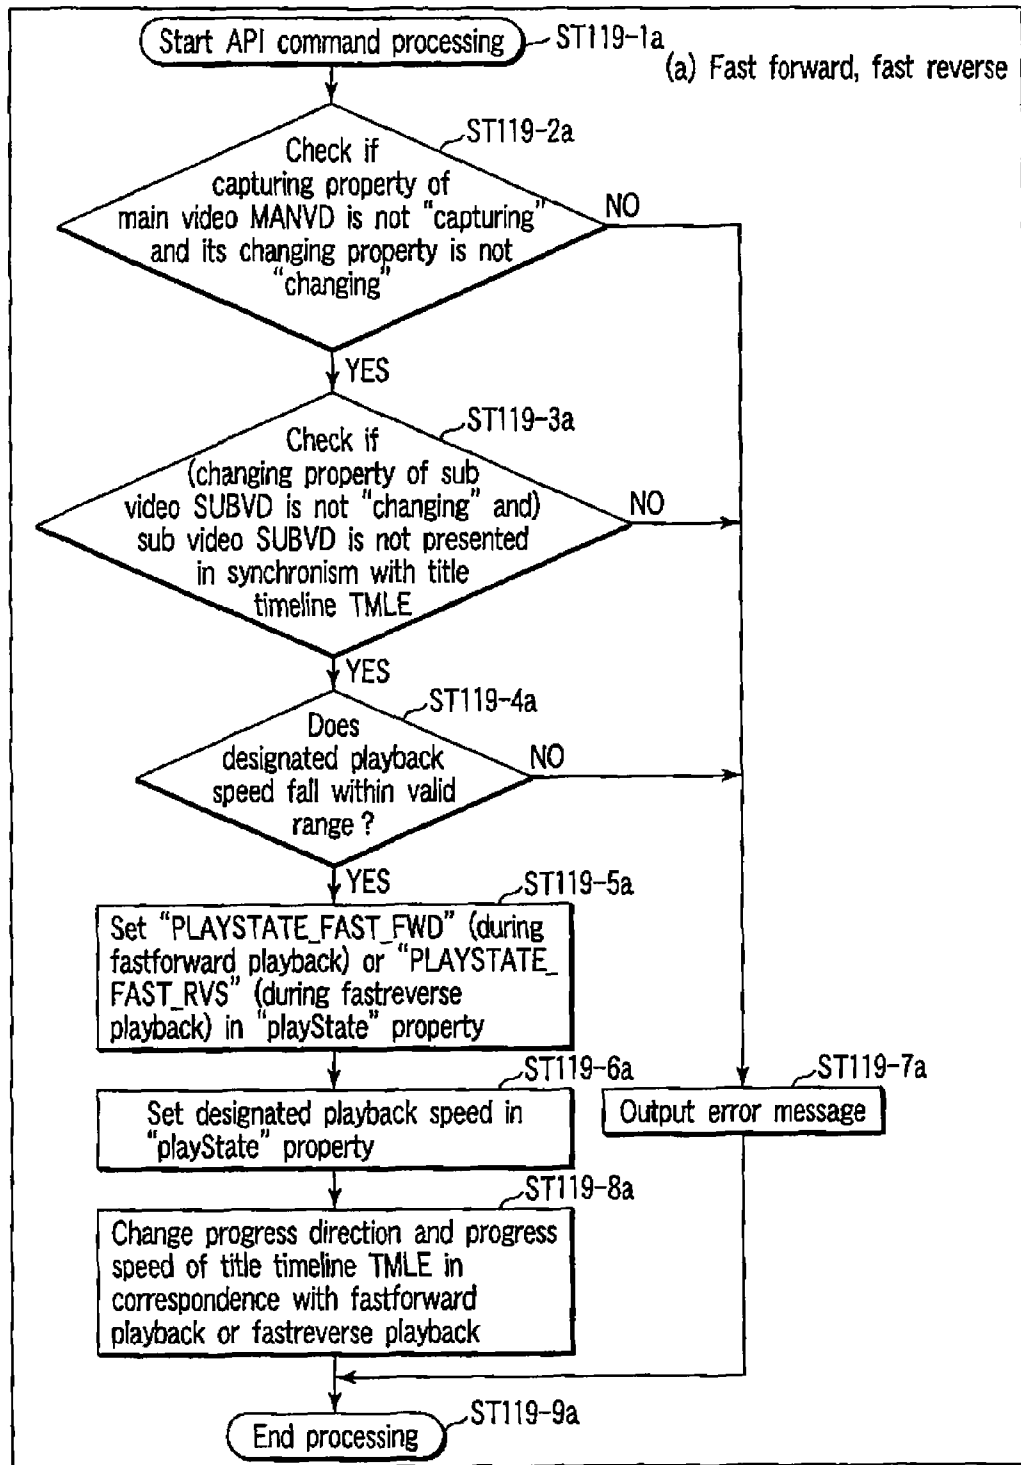 Start API command processing
ST119-1a
(a) Fast forward, fast reverse
ST119-2a
Check if
capturing property of
main video MANVD is not "capturing"
and its changing property is not
"changing"
NO
YES
ST119-3a
Check if
(changing property of sub
video SUBVD is not "changing" and)
sub video SUBVD is not presented
in synchronism with title
timeline TMLE
NO
YES
ST119-4a
Does
designated playback
speed fall within valid
range ?
NO
YES
ST119-5a
Set "PLAYSTATE_FAST_FWD" (during
fastforward playback) or "PLAYSTATE_
FAST_RVS" (during fastreverse
playback) in "playState" property
ST119-6a
Set designated playback speed in
"playState" property
ST119-7a
Output error message
ST119-8a
Change progress direction and progress
speed of title timeline TMLE in
correspondence with fastforward
playback or fastreverse playback
ST119-9a
End processing